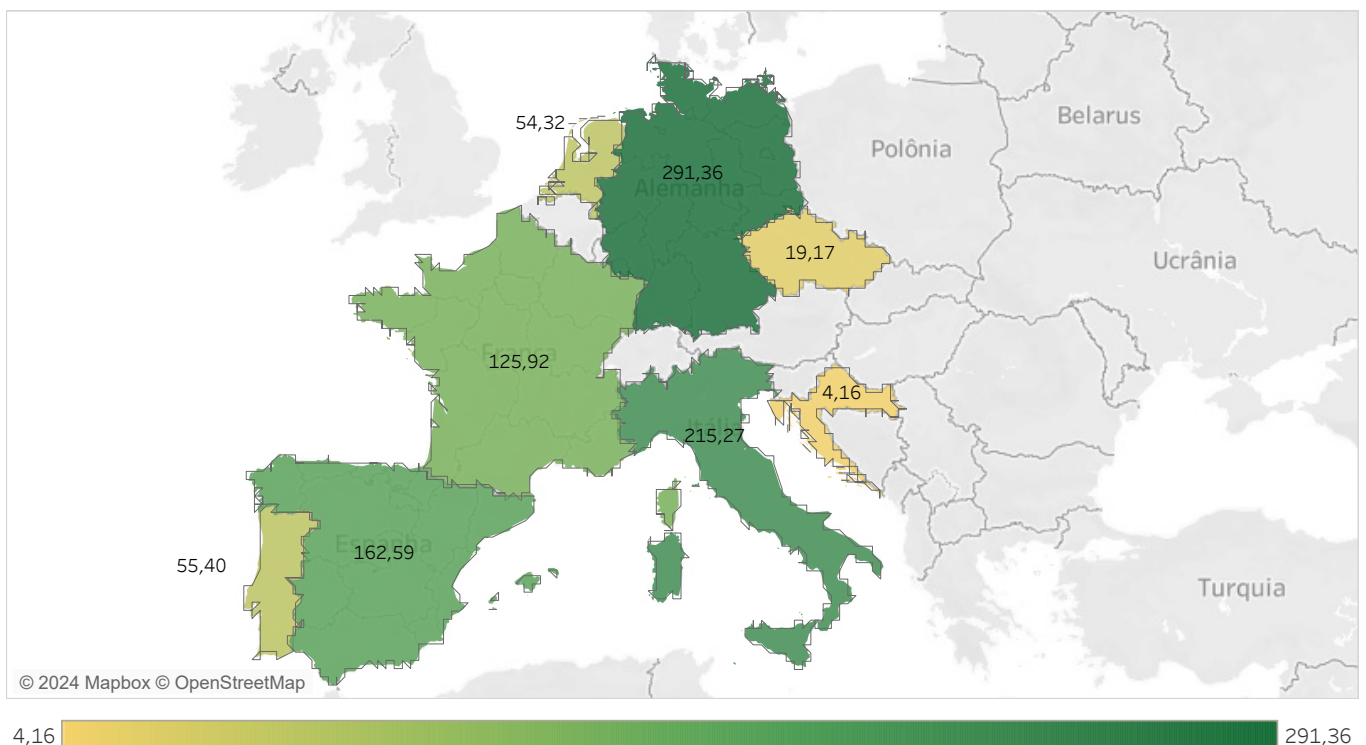 Belarus
54,32
Polônia
291,36
Alemanha
19,17
Ucrânia
França
125,92
4,16
Itália
215,27
Espanha
162,59
55,40
Turquia
© 2024 Mapbox © OpenStreetMap
4,16
291,36